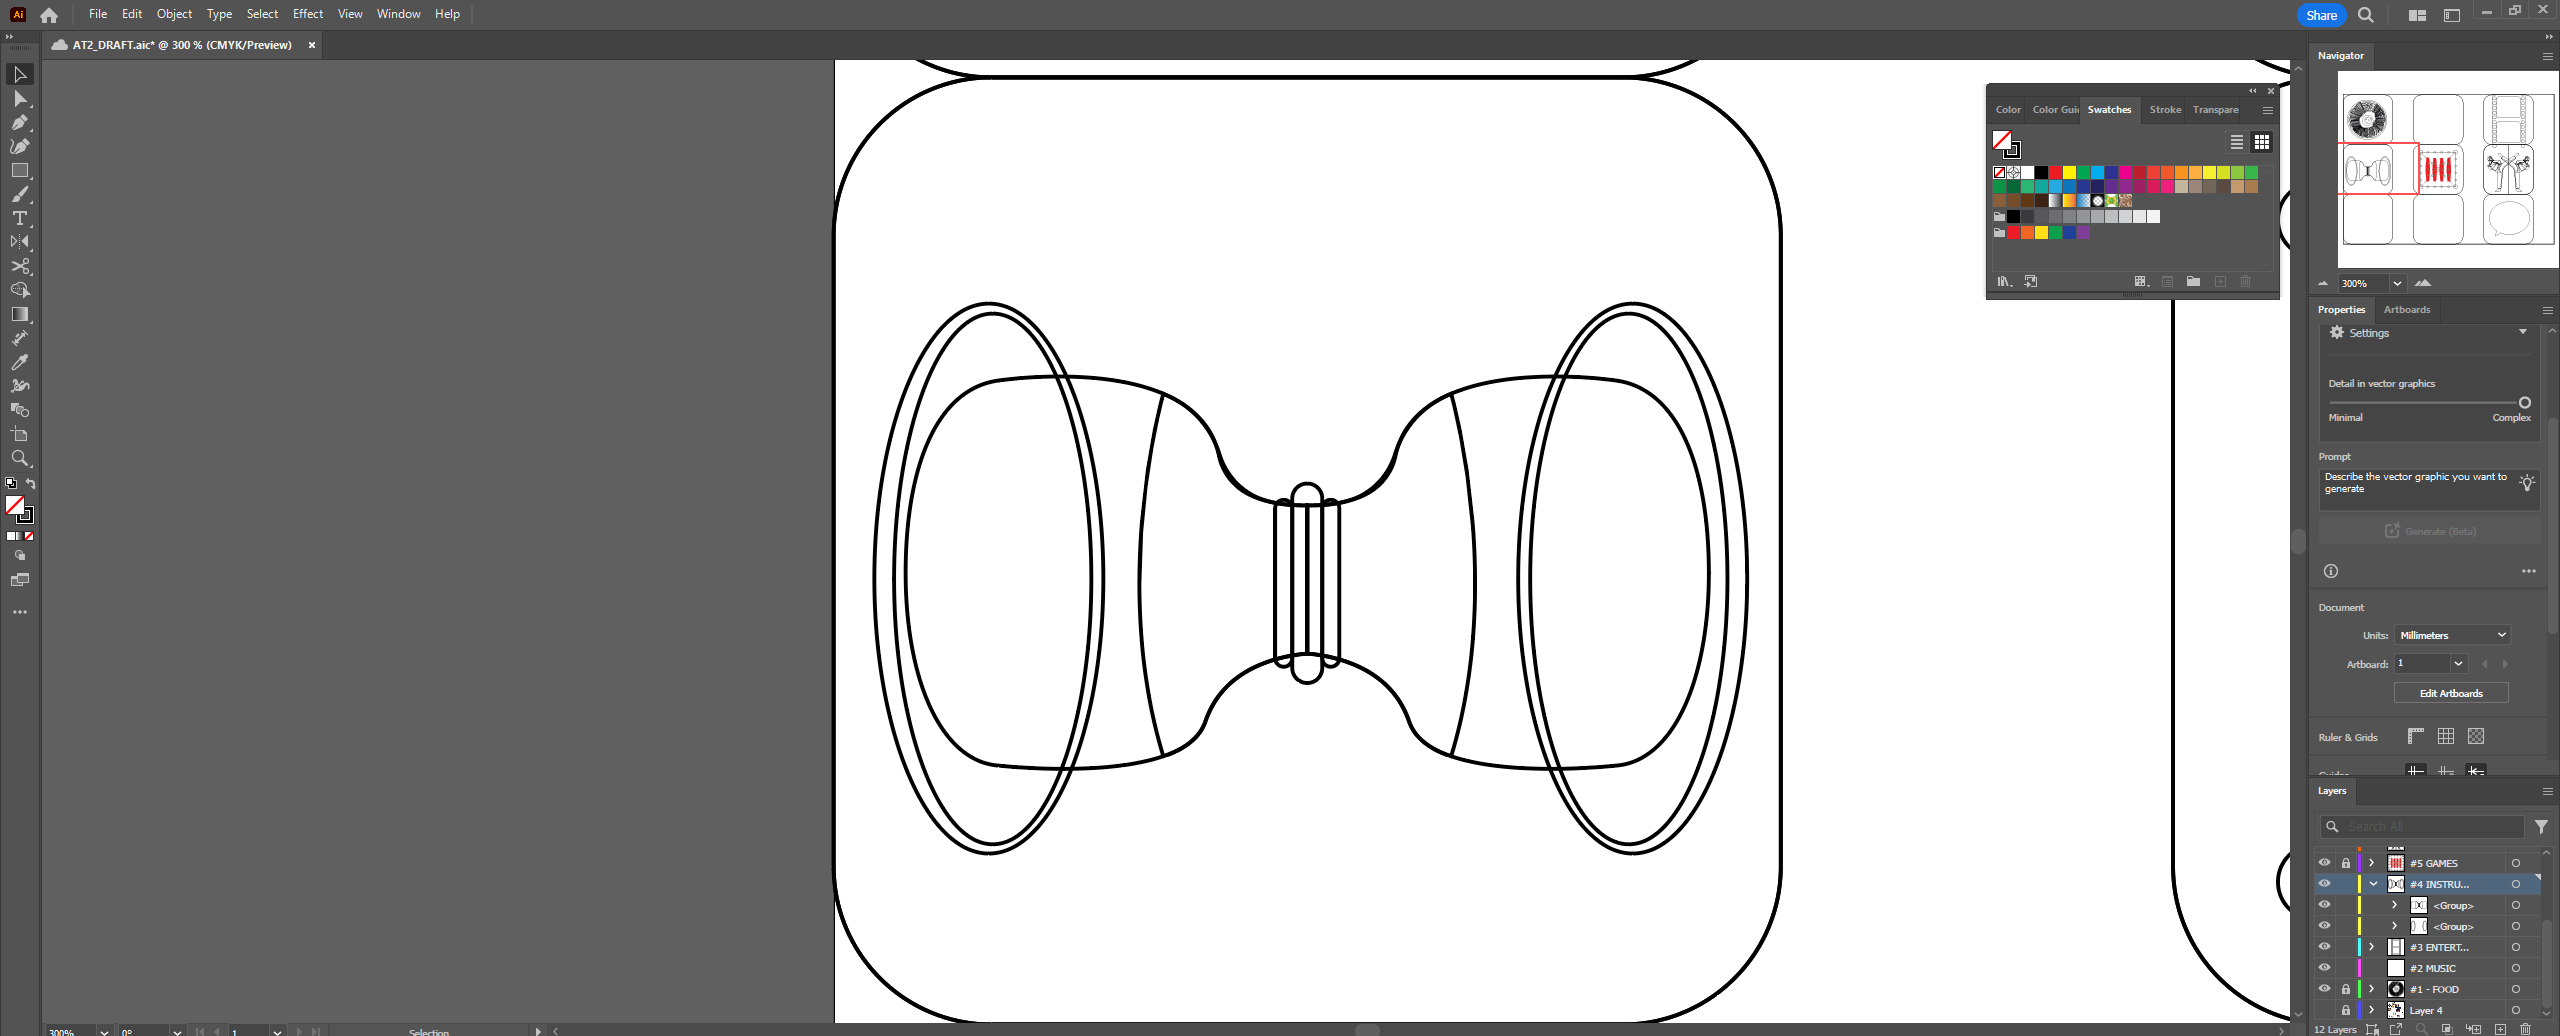 Ai File Edit Object Type Select Effect View Window Help Share
AT2_DRAFT.aic* @ 300 % (CMYK/Preview) ×
Navigator
Color Color Gui Swatches Stroke Transpare
300%
Properties Artboards
Settings
Detail in vector graphics
Minimal Complex
Prompt
Describe the vector graphic you want to
generate
Generate (Beta)
Document
Units: Millimeters
Artboard: 1
Edit Artboards
Ruler & Grids
Guides
Layers
Search All
#5 GAMES
#4 INSTRU...
<Group>
<Group>
#3 ENTERT...
#2 MUSIC
#1 - FOOD
Layer 4
12 Layers
300% 0° 1 Selection